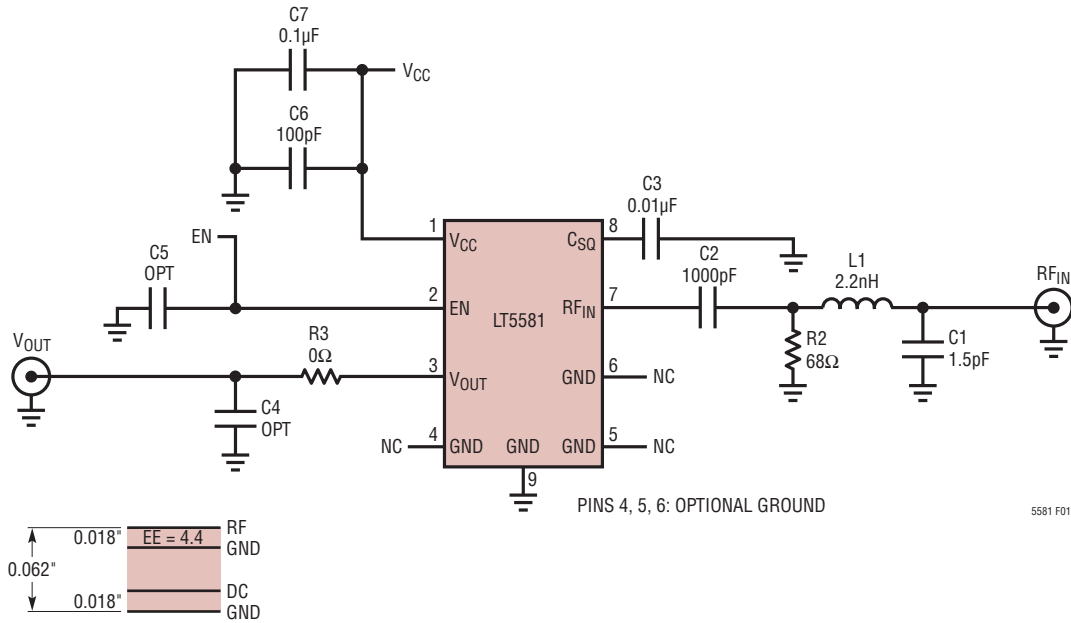 C7
0.1µF
VCC
C6
100pF
EN
C5
OPT
VOUT
R3
0Ω
C4
OPT
NC
1
2
3
4
VCC
EN
VOUT
GND
LT5581
GND
9
CSQ
RFIN
GND
GND
8
7
6
5
NC
NC
C3
0.01µF
C2
1000pF
L1
2.2nH
RFIN
R2
68Ω
C1
1.5pF
PINS 4, 5, 6: OPTIONAL GROUND
5581 F01
0.018"
EE = 4.4
RF
GND
0.062"
0.018"
DC
GND